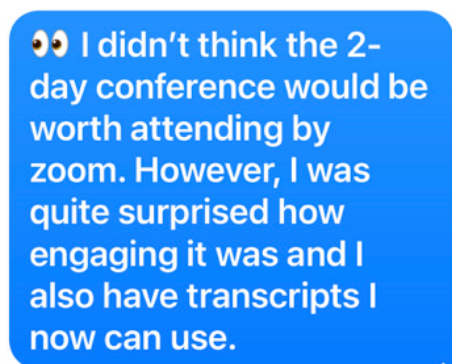 👀 I didn’t think the 2-
day conference would be
worth attending by
zoom. However, I was
quite surprised how
engaging it was and I
also have transcripts I
now can use.